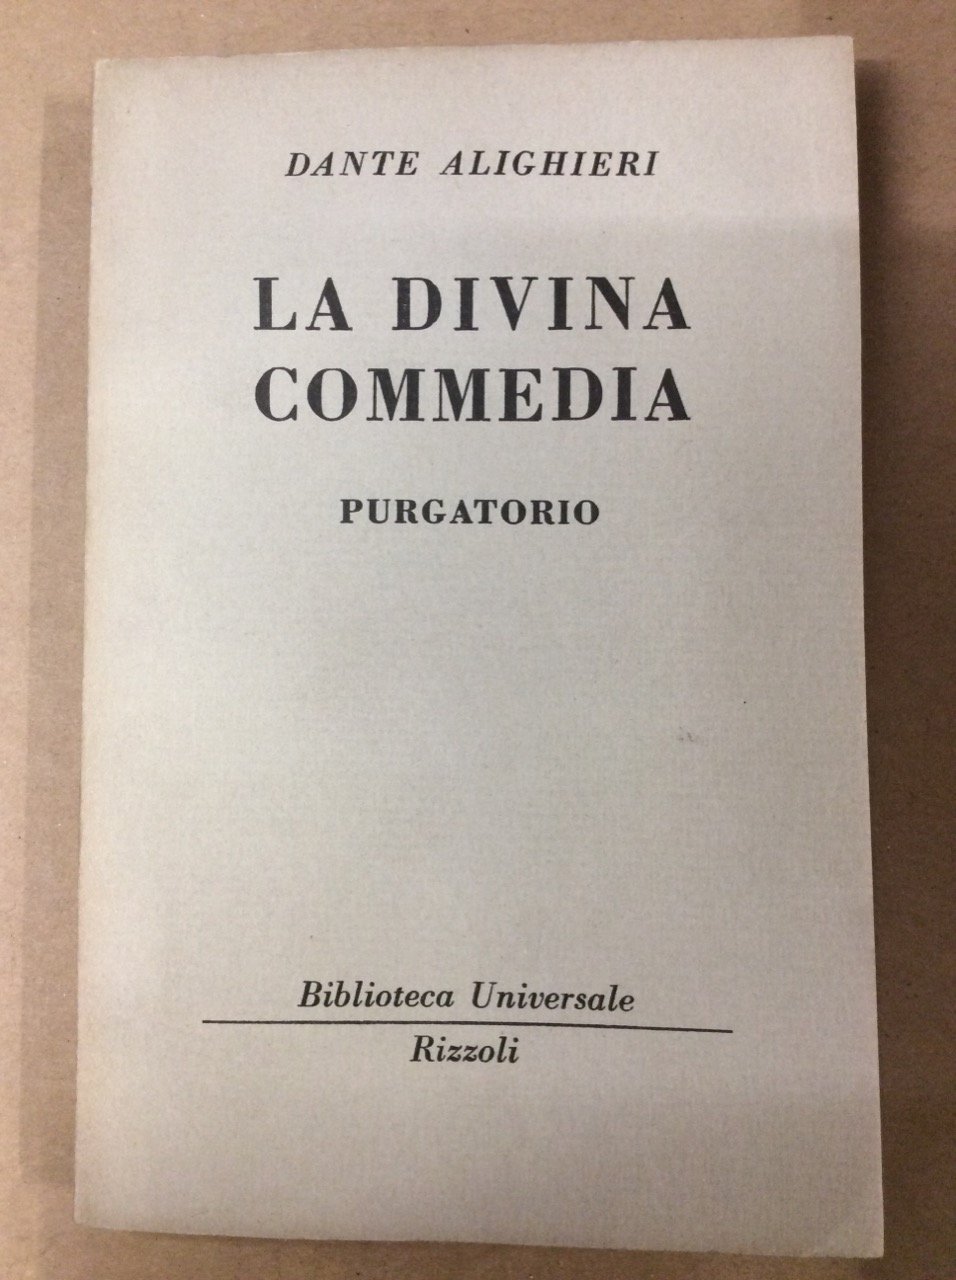 DANTE ALIGHIERI
LA DIVINA
COMMEDIA
PURGATORIO
Biblioteca Universale
Rizzoli